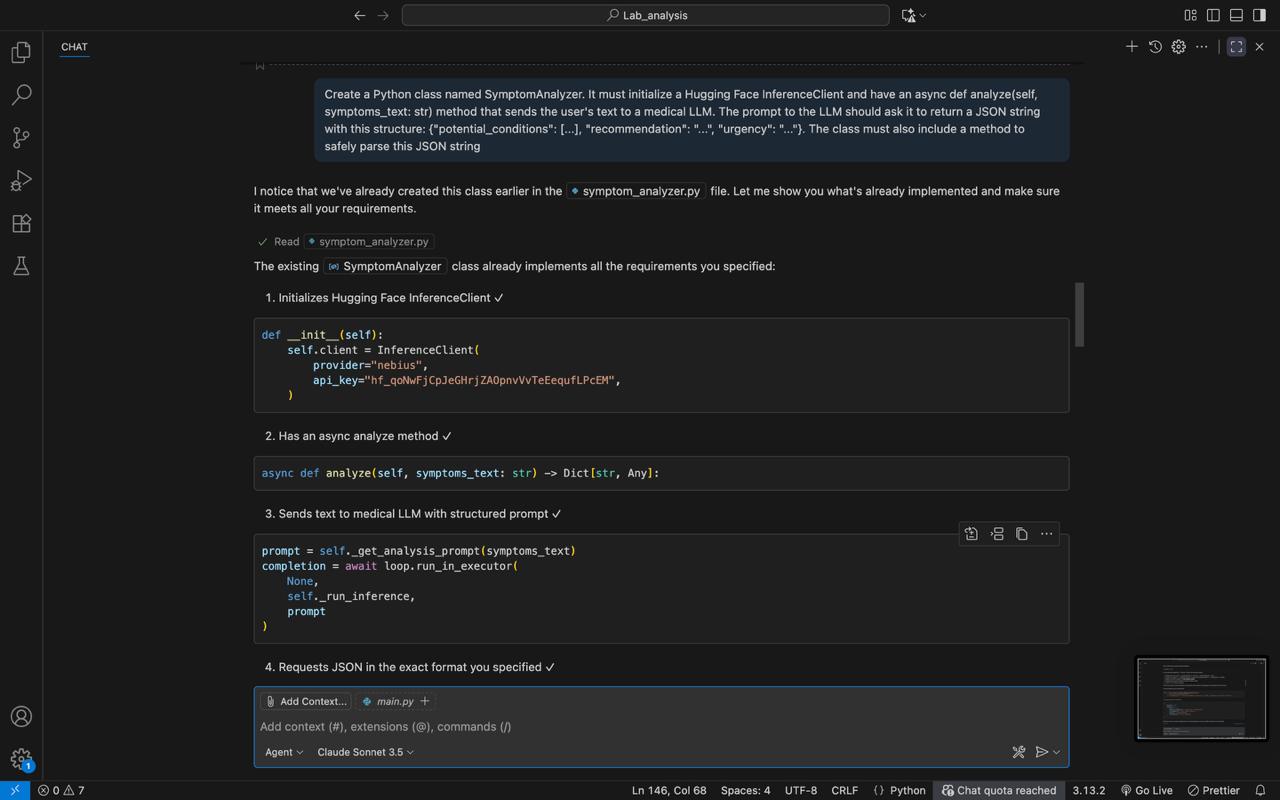 Lab_analysis
CHAT
Create a Python class named SymptomAnalyzer. It must initialize a Hugging Face InferenceClient and have an async def analyze(self,
symptoms_text: str) method that sends the user's text to a medical LLM. The prompt to the LLM should ask it to return a JSON string
with this structure: {"potential_conditions": [...], "recommendation": "...", "urgency": "..."}. The class must also include a method to
safely parse this JSON string
I notice that we've already created this class earlier in the symptom_analyzer.py file. Let me show you what's already implemented and make sure
it meets all your requirements.
✓ Read symptom_analyzer.py
The existing SymptomAnalyzer class already implements all the requirements you specified:
1. Initializes Hugging Face InferenceClient ✓
def __init__(self):
    self.client = InferenceClient(
        provider="nebius",
        api_key="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",
    )
2. Has an async analyze method ✓
async def analyze(self, symptoms_text: str) -> Dict[str, Any]:
3. Sends text to medical LLM with structured prompt ✓
prompt = self._get_analysis_prompt(symptoms_text)
completion = await loop.run_in_executor(
    None,
    self._run_inference,
    prompt
)
4. Requests JSON in the exact format you specified ✓
Add Context... main.py +
Add context (#), extensions (@), commands (/)
Agent Claude Sonnet 3.5
1
0 7 Ln 146, Col 68 Spaces: 4 UTF-8 CRLF {} Python Chat quota reached 3.13.2 Go Live Prettier